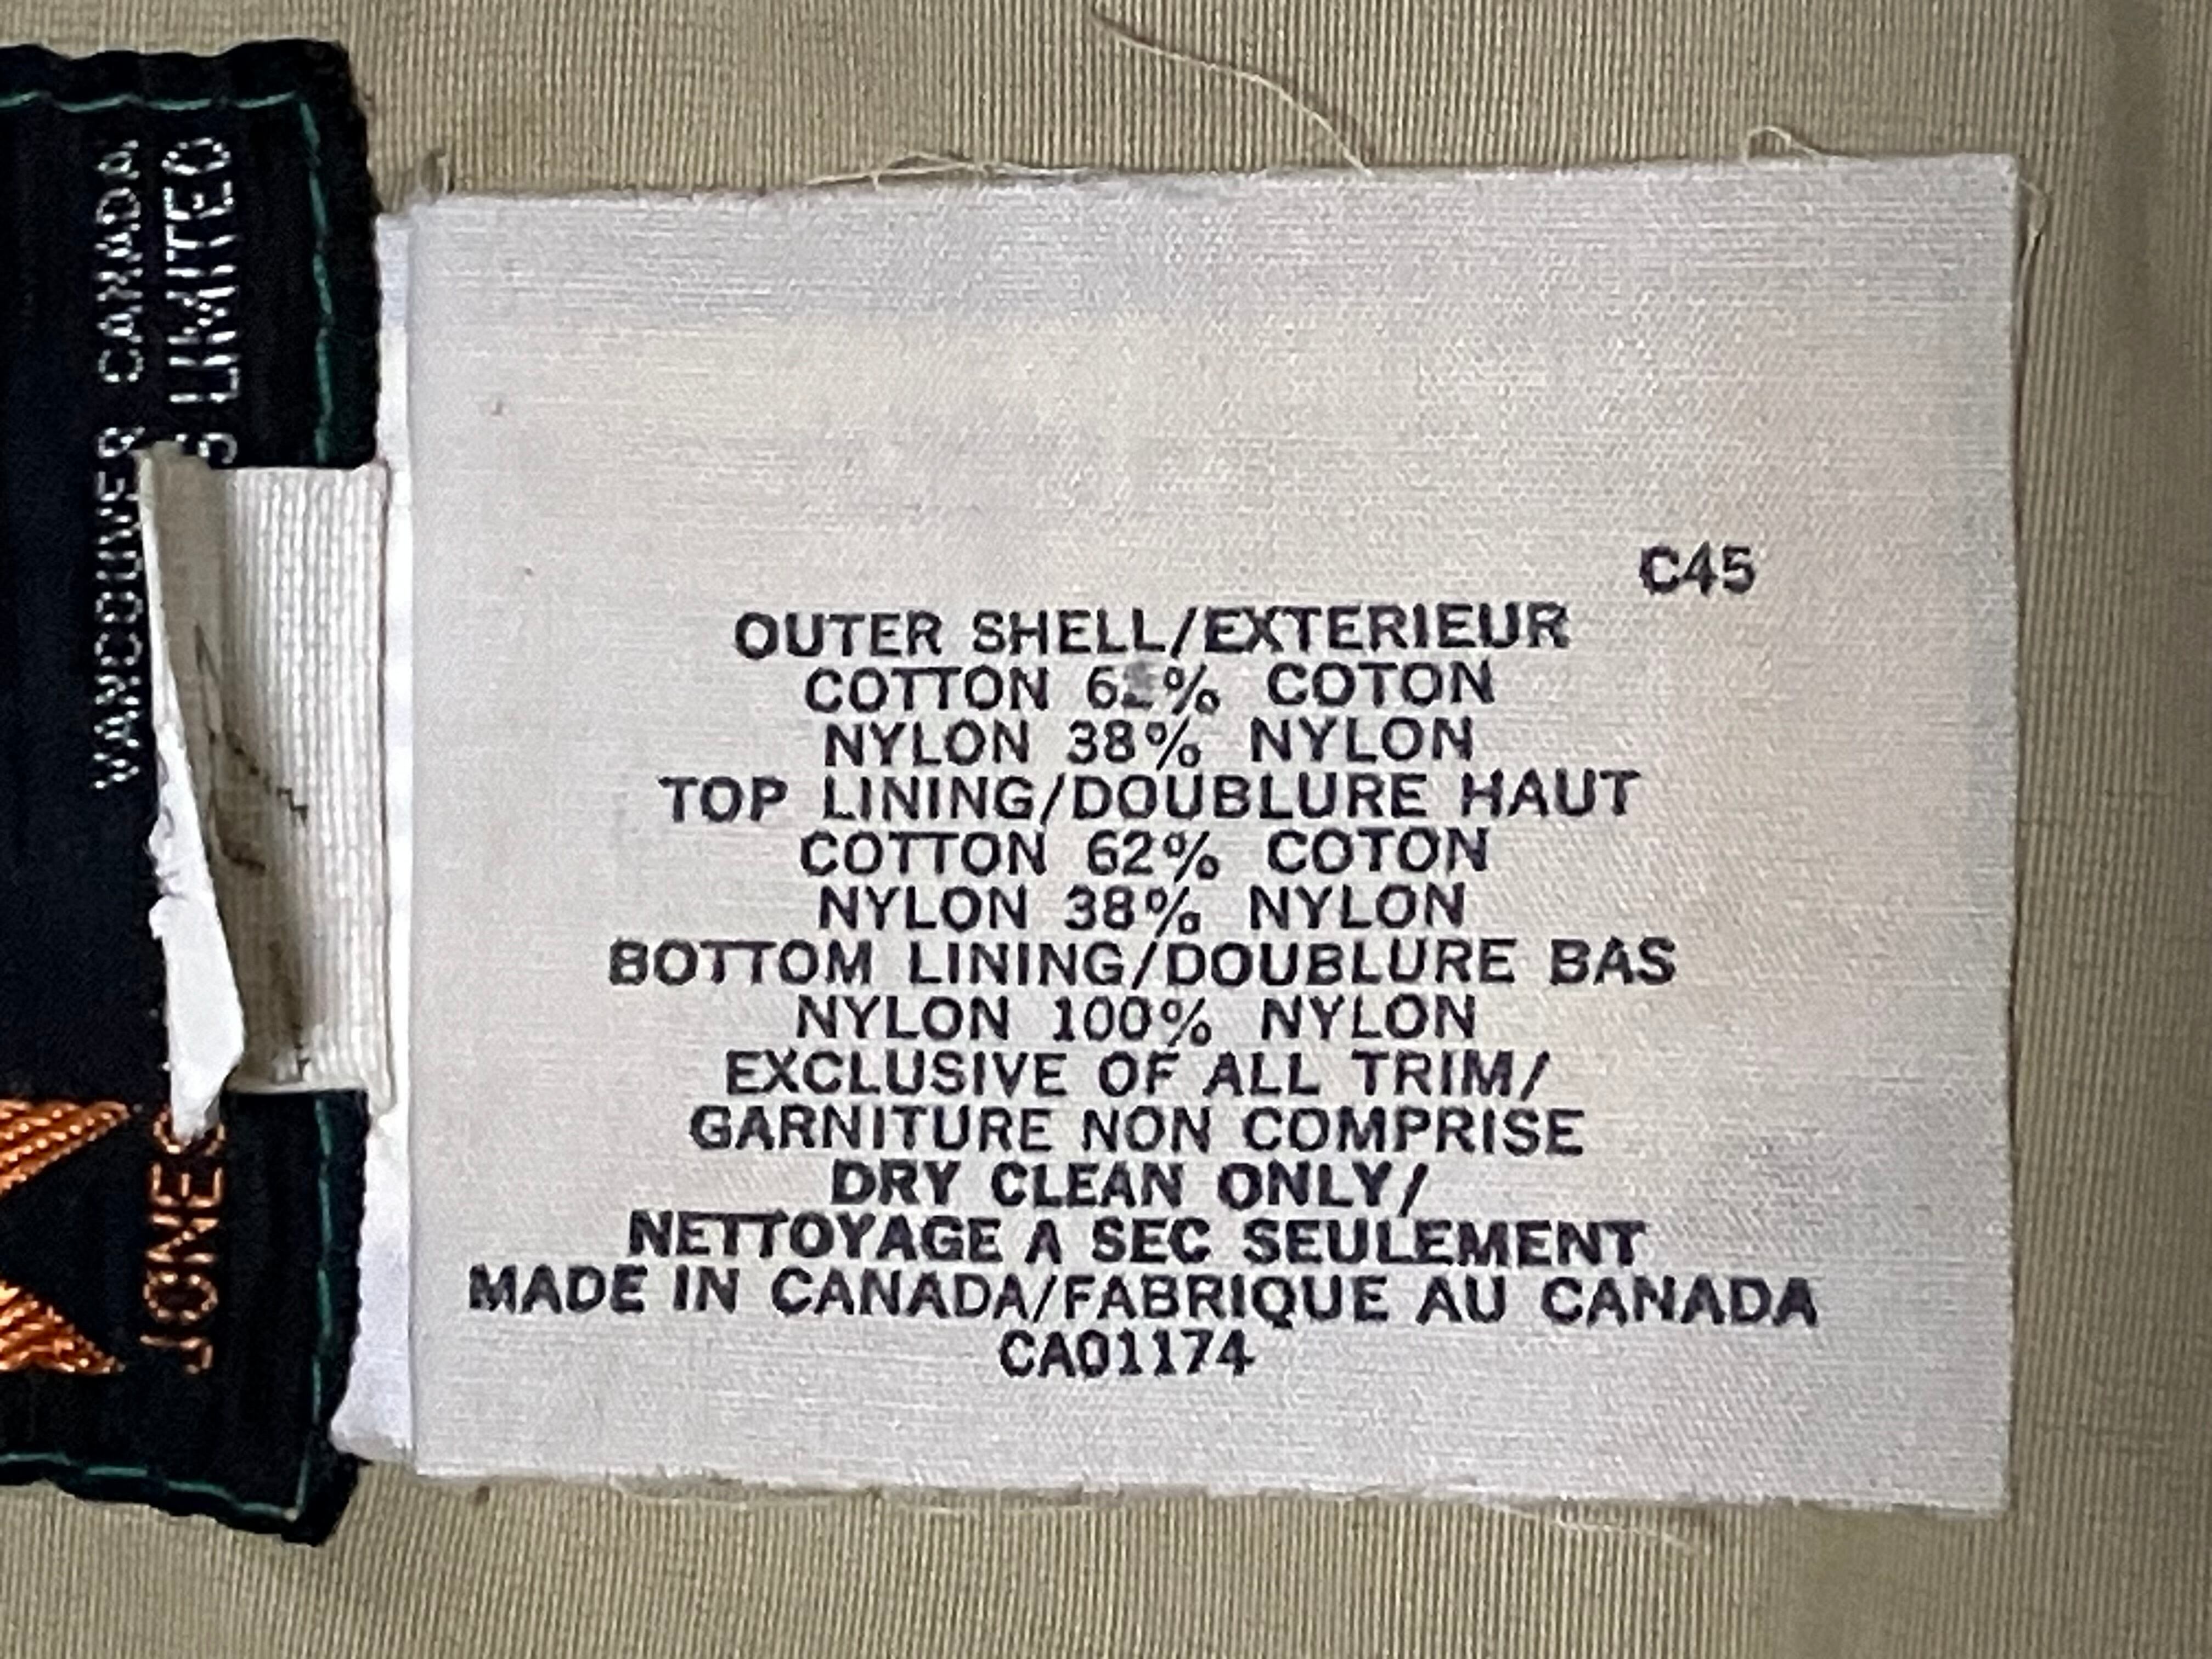 C45
OUTER SHELL/EXTERIEUR
COTTON % COTON
NYLON 38% NYLON
TOP LINING/DOUBLURE HAUT
COTTON 62% COTON
NYLON 38% NYLON
BOTTOM LINING/DOUBLURE BAS
NYLON 100% NYLON
EXCLUSIVE OF ALL TRIM/
GARNITURE NON COMPRISE
DRY CLEAN ONLY/
NETTOYAGE A SEC SEULEMENT
MADE IN CANADA/FABRIQUE AU CANADA
CA01174
VANCOUVER CANADA
LIMITED
JONES